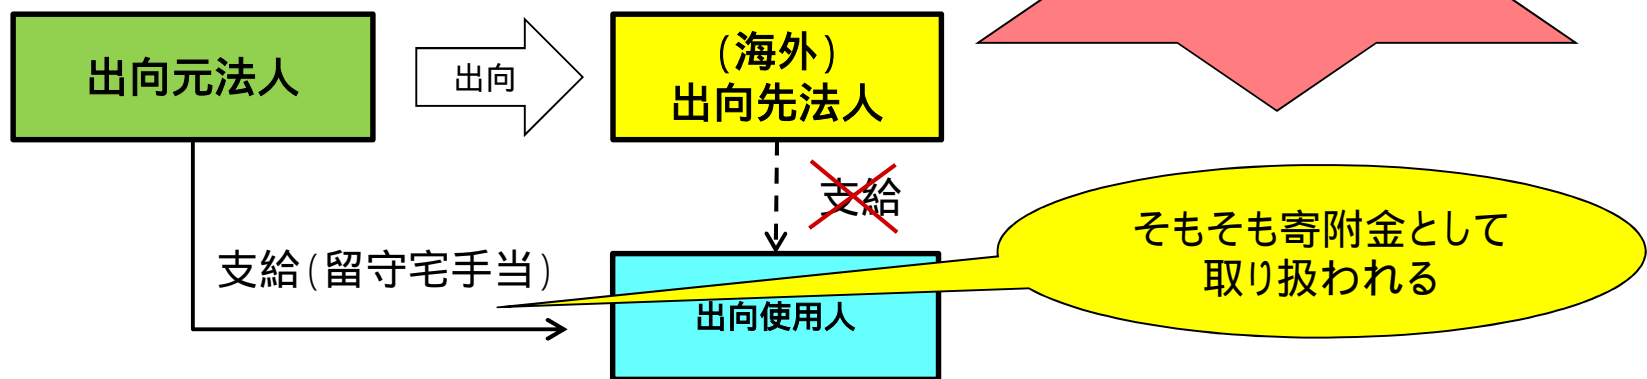 出向元法人
出向
(海外)
出向先法人
支給
支給(留守宅手当)
そもそも寄附金として
取り扱われる
出向使用人